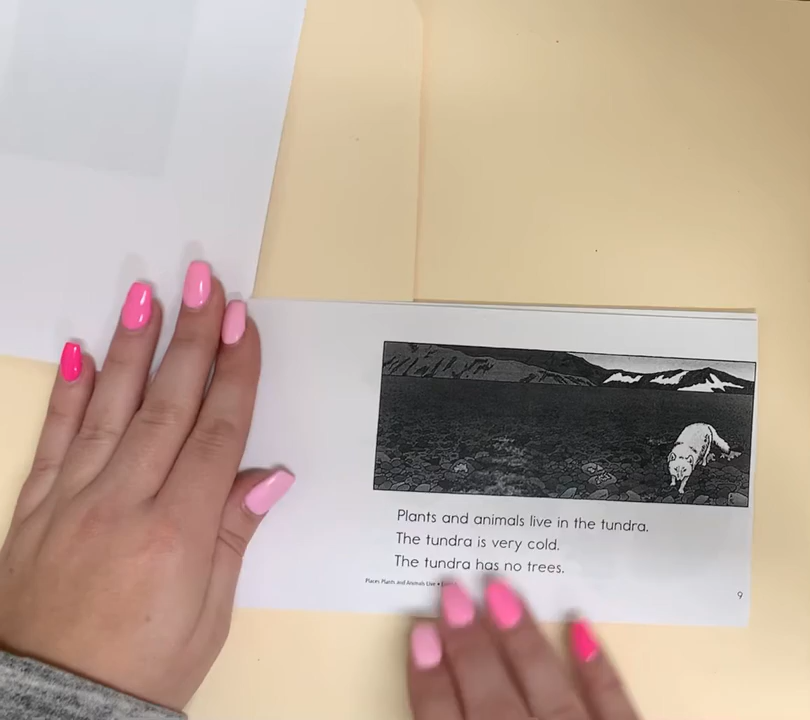 Plants and animals live in the tundra.
The tundra is very cold.
The tundra has no trees.
Places Plants and Animals Live •
9